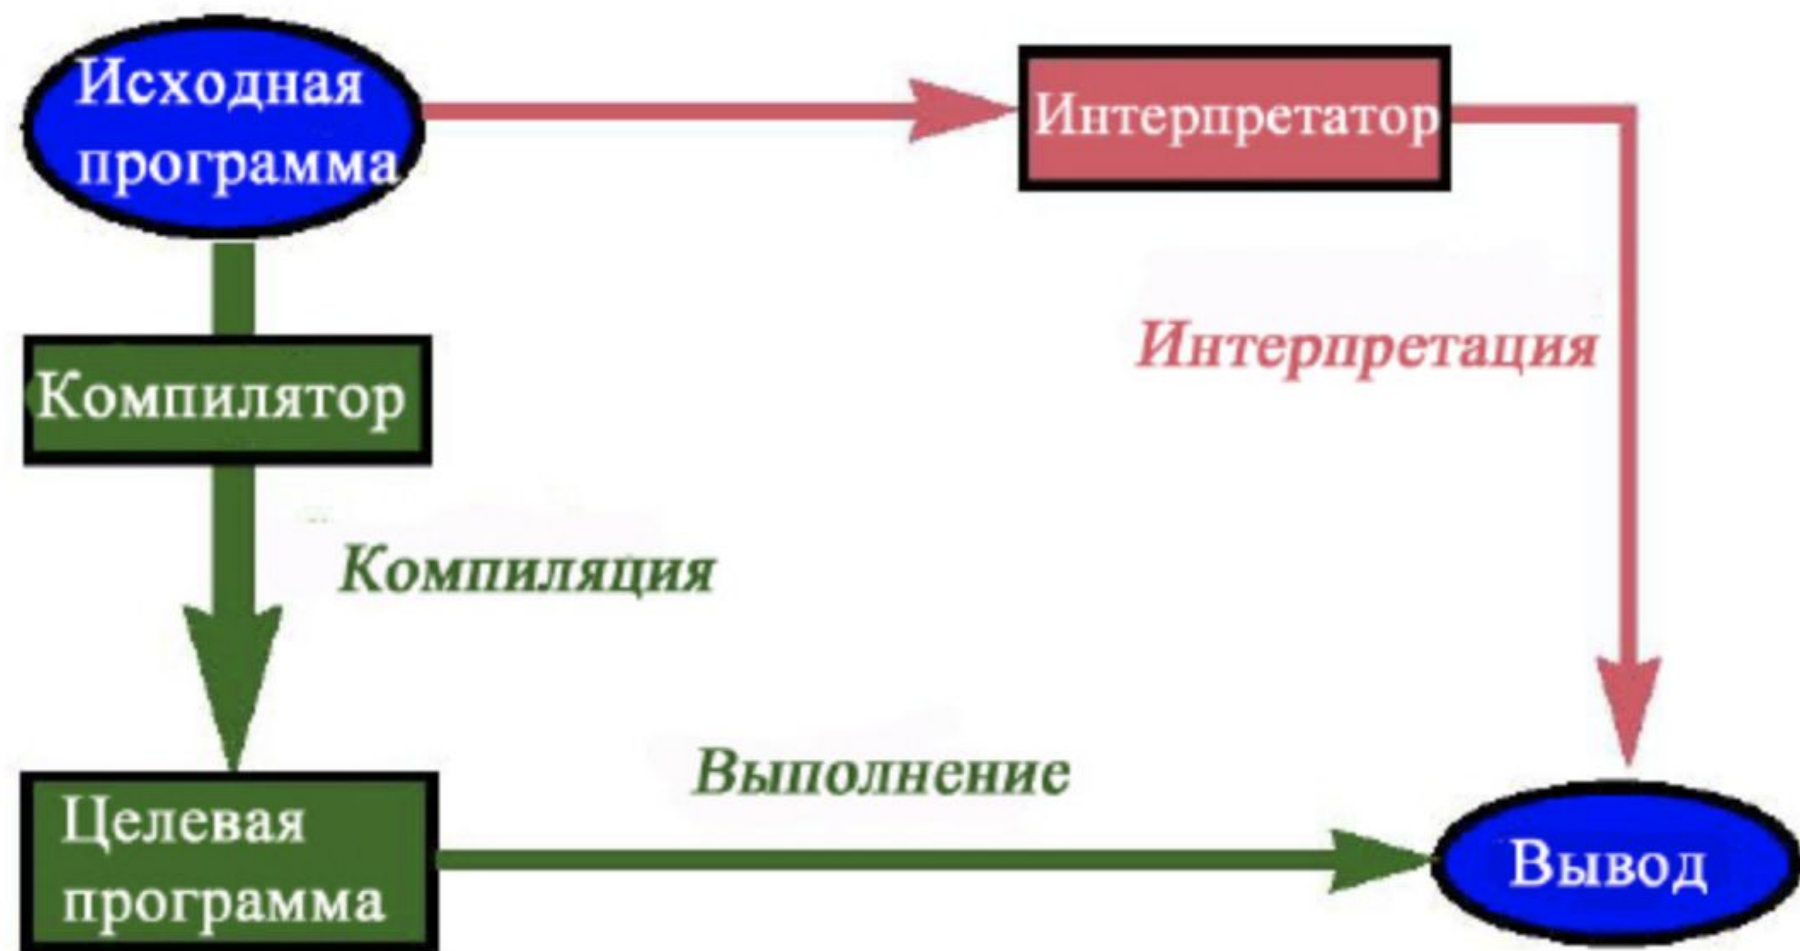 Исходная
программа
Интерпретатор
Интерпретация
Компилятор
Компиляция
Выполнение
Целевая
программа
Вывод